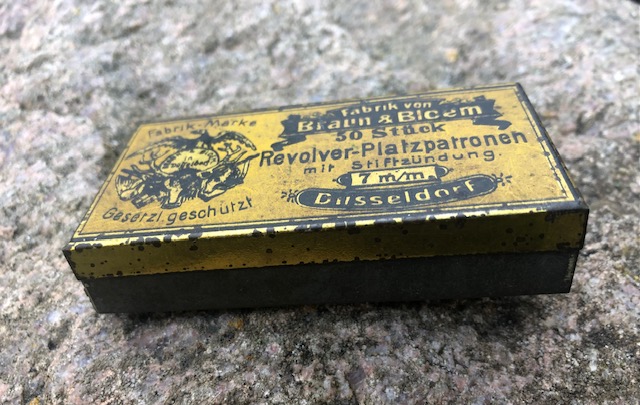 Fabrik-Marke
Gesetzl. geschützt
Fabrik von
Braun & Bloem
50 Stück
Revolver-Platzpatronen
mit Stiftzündung.
7 m/m.
Düsseldorf